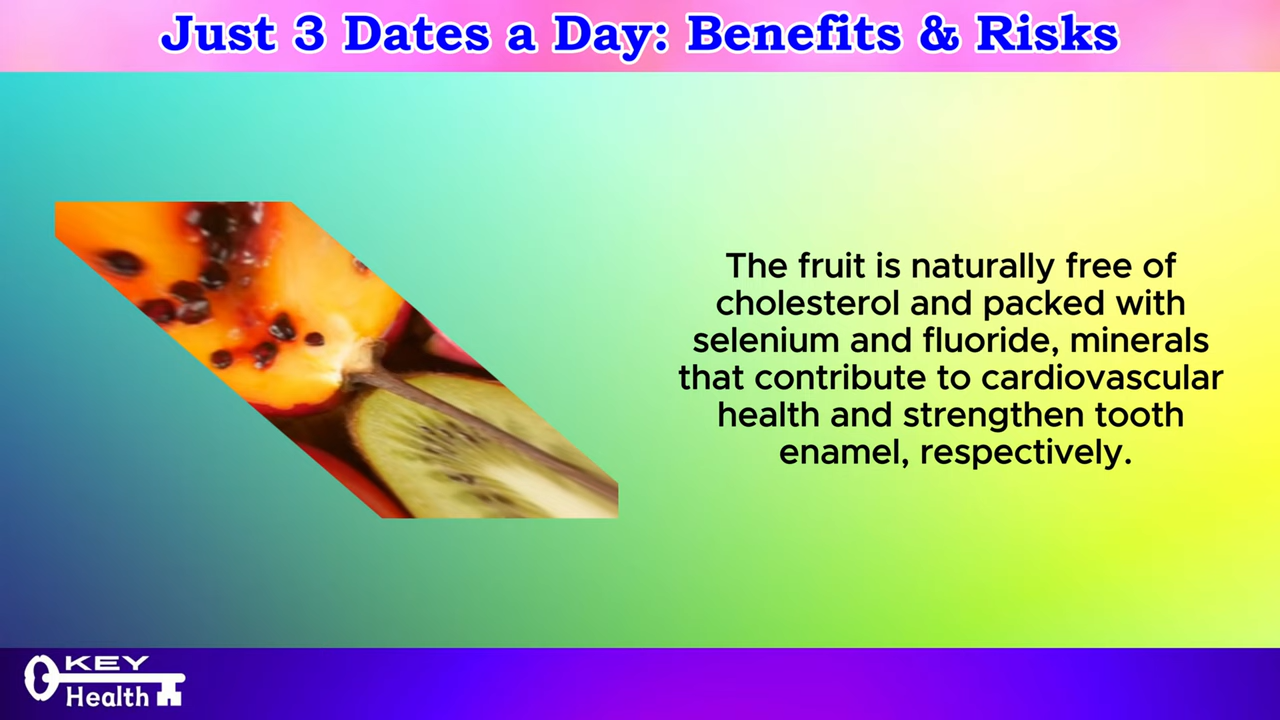 Just 3 Dates a Day: Benefits & Risks
The fruit is naturally free of
cholesterol and packed with
selenium and fluoride, minerals
that contribute to cardiovascular
health and strengthen tooth
enamel, respectively.
KEY
Health